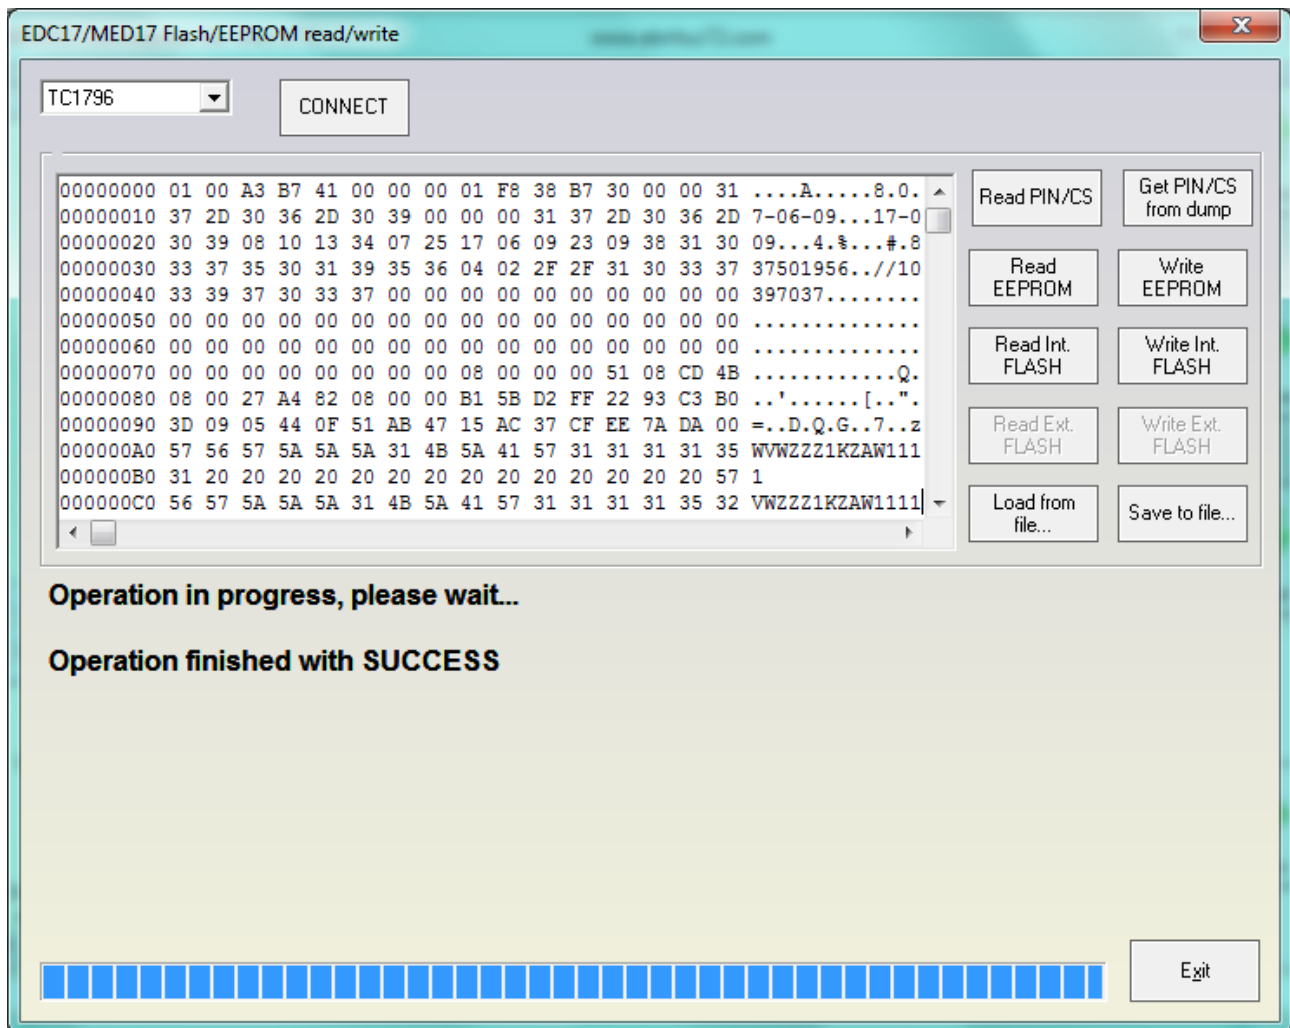 EDC17/MED17 Flash/EEPROM read/write
TC1796
CONNECT
00000000 01 00 A3 B7 41 00 00 00 01 F8 38 B7 30 00 00 31 ....A.....8.0.
00000010 37 2D 30 36 2D 30 39 00 00 00 31 37 2D 30 36 2D 7-06-09...17-0
00000020 30 39 08 10 13 34 07 25 17 06 09 23 09 38 31 30 09...4.%...#.8
00000030 33 37 35 30 31 39 35 36 04 02 2F 2F 31 30 33 37 37501956..//10
00000040 33 39 37 30 33 37 00 00 00 00 00 00 00 00 00 00 397037........
00000050 00 00 00 00 00 00 00 00 00 00 00 00 00 00 00 00 ..............
00000060 00 00 00 00 00 00 00 00 00 00 00 00 00 00 00 00 ..............
00000070 00 00 00 00 00 00 00 00 08 00 00 00 51 08 CD 4B ............Q.
00000080 08 00 27 A4 82 08 00 00 B1 5B D2 FF 22 93 C3 B0 ..'......[..".
00000090 3D 09 05 44 0F 51 AB 47 15 AC 37 CF EE 7A DA 00 =..D.Q.G..7..z
000000A0 57 56 57 5A 5A 5A 31 4B 5A 41 57 31 31 31 31 35 WVWZZZ1KZAW111
000000B0 31 20 20 20 20 20 20 20 20 20 20 20 20 20 20 57 1
000000C0 56 57 5A 5A 5A 31 4B 5A 41 57 31 31 31 31 35 32 VWZZZ1KZAW1111
Read PIN/CS
Get PIN/CS
from dump
Read
EEPROM
Write
EEPROM
Read Int.
FLASH
Write Int.
FLASH
Read Ext.
FLASH
Write Ext.
FLASH
Load from
file...
Save to file...
Operation in progress, please wait...
Operation finished with SUCCESS
Exit